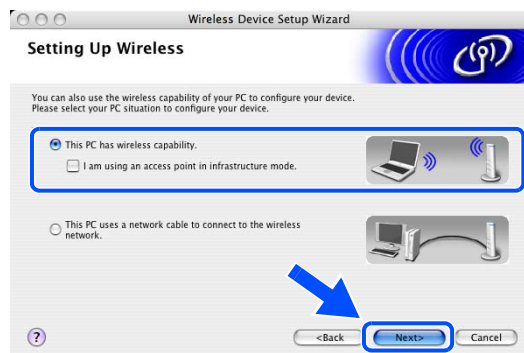 Wireless Device Setup Wizard
Setting Up Wireless
You can also use the wireless capability of your PC to configure your device.
Please select your PC situation to configure your device.
This PC has wireless capability.
I am using an access point in infrastructure mode.
This PC uses a network cable to connect to the wireless
network.
?
<Back
Next>
Cancel